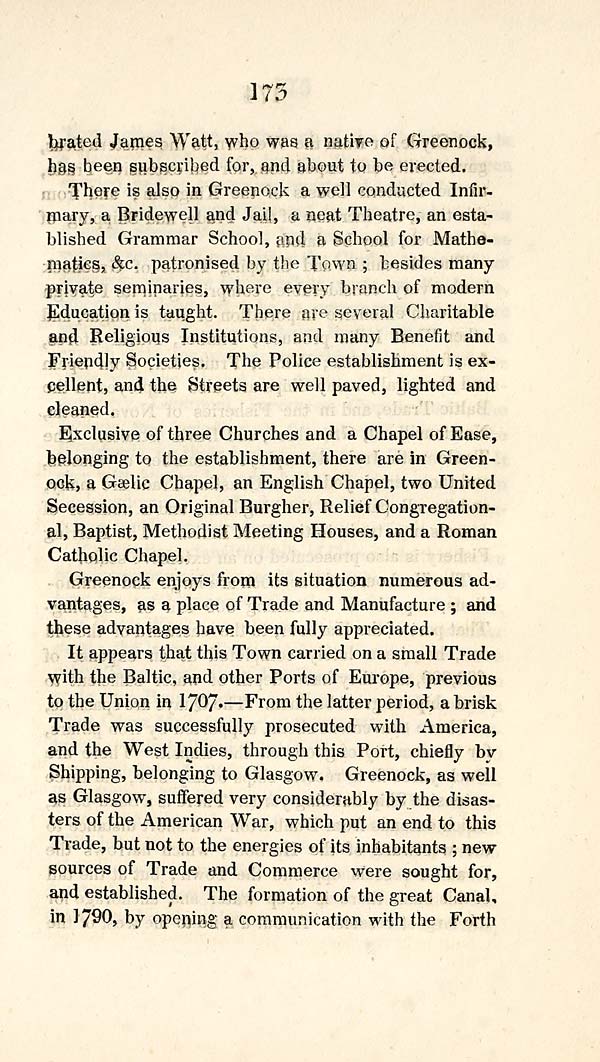 173
brated James Watt, who was a native of Greenock,
has been subscribed for, and about to be erected.
There is also in Greenock a well conducted Infir-
mary, a Bridewell and Jail, a neat Theatre, an esta-
blished Grammar School, and a School for Mathe-
matics, &c. patronised by the Town ; besides many
private seminaries, where every branch of modern
Education is taught. There are several Charitable
and Religious Institutions, and many Benefit and
Friendly Societies. The Police establishment is ex-
cellent, and the Streets are well paved, lighted and
cleaned.
Exclusive of three Churches and a Chapel of Ease,
belonging to the establishment, there are in Green-
ock, a Gælic Chapel, an English Chapel, two United
Secession, an Original Burgher, Relief Congregation-
al, Baptist, Methodist Meeting Houses, and a Roman
Catholic Chapel.
Greenock enjoys from its situation numerous ad-
vantages, as a place of Trade and Manufacture ; and
these advantages have been fully appreciated.
It appears that this Town carried on a small Trade
with the Baltic, and other Ports of Europe, previous
to the Union in 1707.—From the latter period, a brisk
Trade was successfully prosecuted with America,
and the West Indies, through this Port, chiefly by
Shipping, belonging to Glasgow. Greenock, as well
as Glasgow, suffered very considerably by the disas-
ters of the American War, which put an end to this
Trade, but not to the energies of its inhabitants ; new
sources of Trade and Commerce were sought for,
and established. The formation of the great Canal,
in 1790, by opening a communication with the Forth